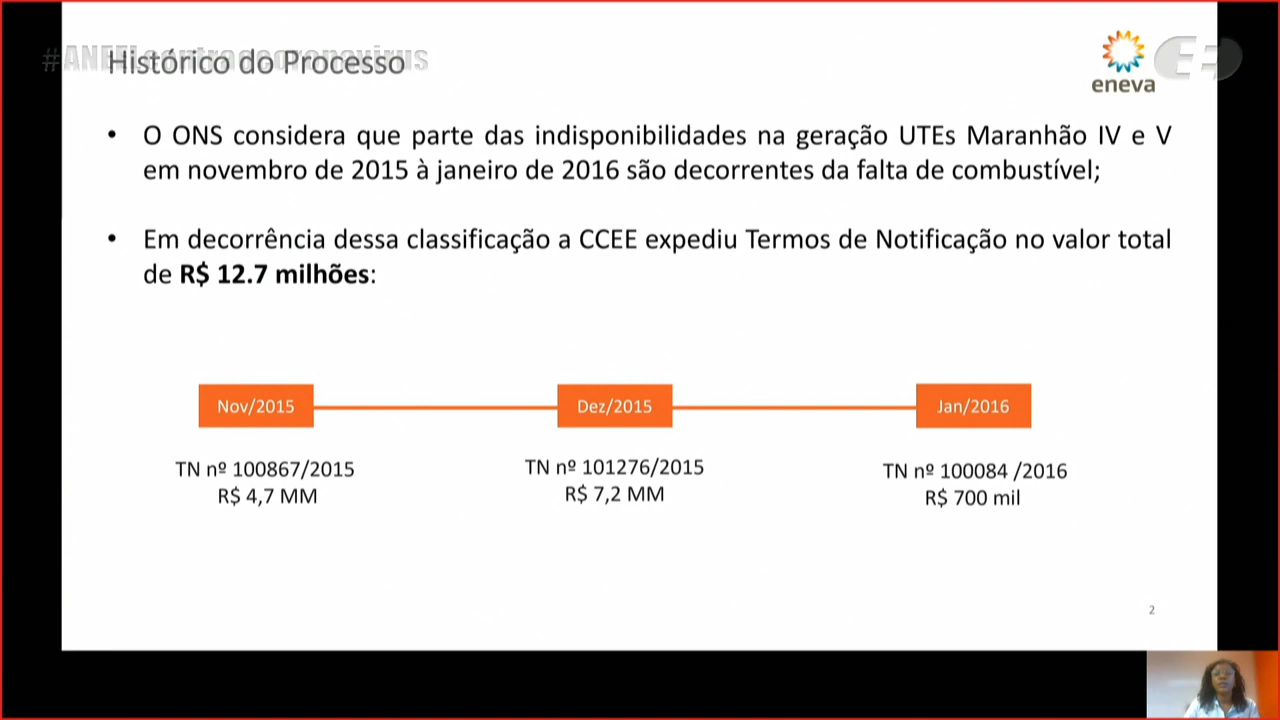 #ANEELcontraocoronavirus
Histórico do Processo
eneva
• O ONS considera que parte das indisponibilidades na geração UTEs Maranhão IV e V
em novembro de 2015 à janeiro de 2016 são decorrentes da falta de combustível;
• Em decorrência dessa classificação a CCEE expediu Termos de Notificação no valor total
de R$ 12.7 milhões:
Nov/2015
Dez/2015
Jan/2016
TN nº 100867/2015
R$ 4,7 MM
TN nº 101276/2015
R$ 7,2 MM
TN nº 100084 /2016
R$ 700 mil
2